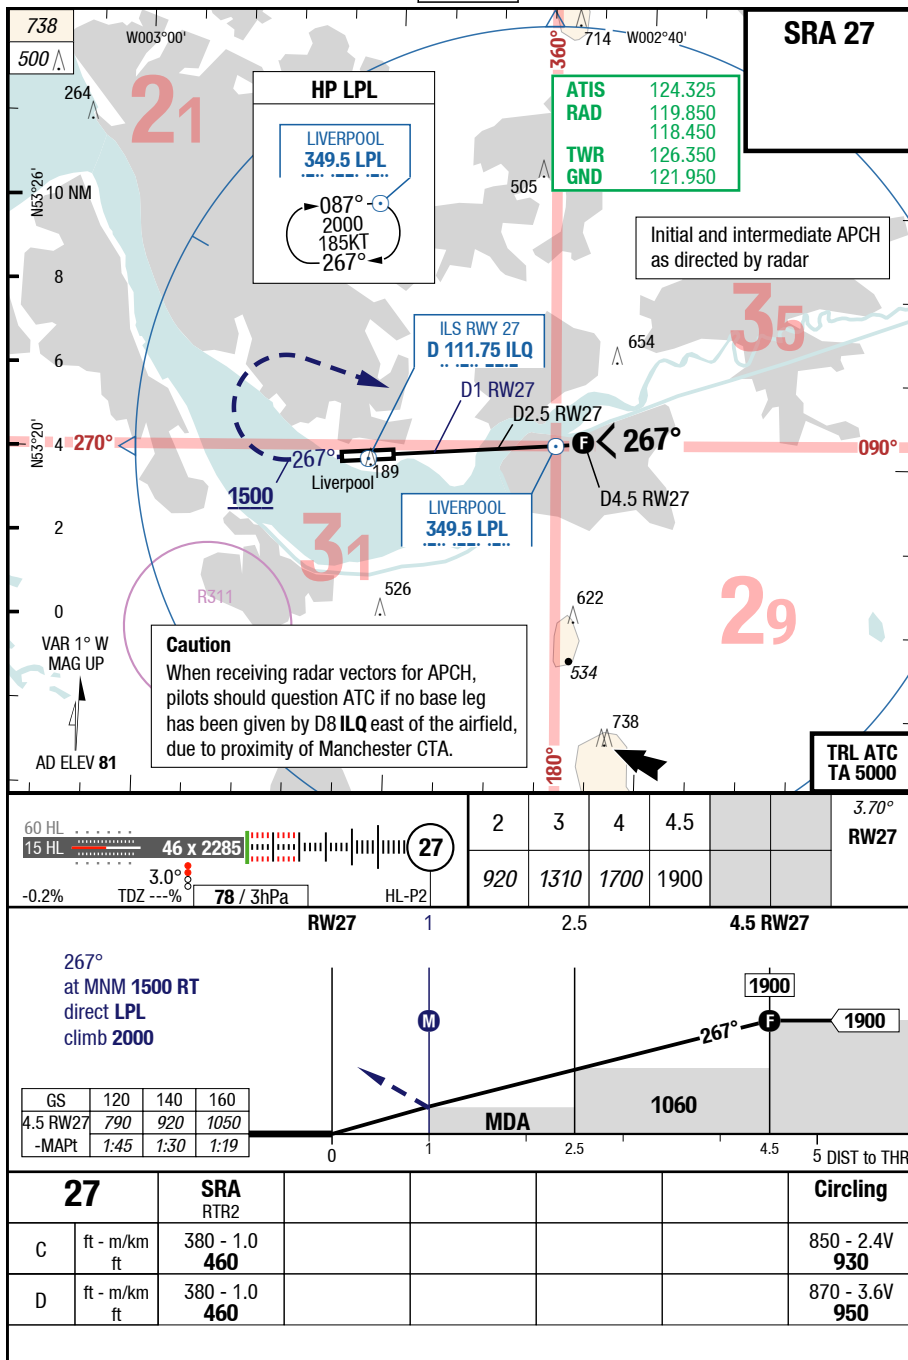 738
500
W003°00'
360°
714
W002°40'
SRA 27
264
21
HP LPL
LIVERPOOL
349.5 LPL
087°
2000
185KT
267°
ATIS 124.325
RAD 119.850
118.450
TWR 126.350
GND 121.950
505
N53°26'
10 NM
8
6
4
2
0
Initial and intermediate APCH
as directed by radar
35
ILS RWY 27
D 111.75 ILQ
654
D1 RW27
D2.5 RW27
N53°20'
270°
267°
F
267°
090°
A
189
Liverpool
1500
D4.5 RW27
LIVERPOOL
349.5 LPL
31
R311
526
622
29
534
VAR 1° W
MAG UP
AD ELEV 81
Caution
When receiving radar vectors for APCH,
pilots should question ATC if no base leg
has been given by D8 ILQ east of the airfield,
due to proximity of Manchester CTA.
738
180°
TRL ATC
TA 5000
60 HL
15 HL
46 x 2285
27
3.0°
-0.2%
TDZ ---%
78 / 3hPa
HL-P2
2 3 4 4.5
920 1310 1700 1900
3.70°
RW27
RW27 1 2.5 4.5 RW27
267°
at MNM 1500 RT
direct LPL
climb 2000
1900
M
267°
F
1900
MDA
1060
GS 120 140 160
4.5 RW27 790 920 1050
-MAPt 1:45 1:30 1:19
0 1 2.5 4.5 5 DIST to THR
27 SRA Circling
RTR2
C ft - m/km 380 - 1.0 850 - 2.4V
ft 460 930
D ft - m/km 380 - 1.0 870 - 3.6V
ft 460 950